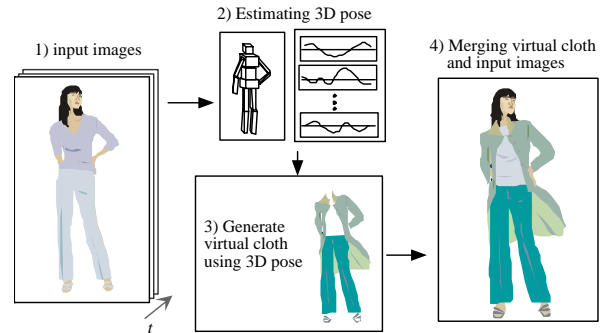 1) input images
2) Estimating 3D pose
3) Generate
virtual cloth
using 3D pose
4) Merging virtual cloth
and input images
t